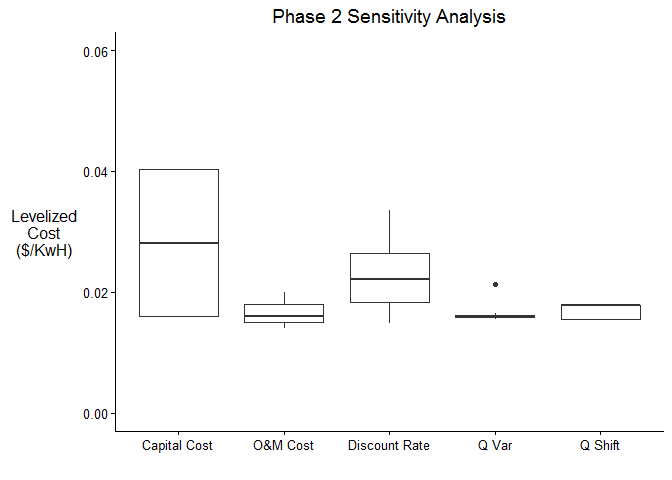 Phase 2 Sensitivity Analysis
0.06
0.04
0.02
0.00
Levelized
Cost
($/KwH)
Capital Cost
O&M Cost
Discount Rate
Q Var
Q Shift